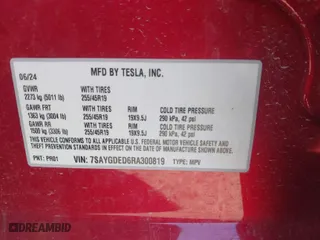 06/24 MFD BY TESLA, INC.
GVWR WITH TIRES
2273 kg (5011 lb) 255/45R19
GAWR FRT WITH TIRES RIM COLD TIRE PRESSURE
1363 kg (3004 lb) 255/45R19 19X9.5J 290 kPa, 42 psi
GAWR RR WITH TIRES RIM COLD TIRE PRESSURE
1500 kg (3306 lb) 255/45R19 19X9.5J 290 kPa, 42 psi
THIS VEHICLE CONFORMS TO ALL APPLICABLE U.S. FEDERAL MOTOR VEHICLE SAFETY
AND THEFT PREVENTION STANDARDS IN EFFECT ON THE DATE OF MANUFACTURE SHOWN ABOVE.
PNT: PR01 VIN: 7SAYGDED6RA300819 TYPE: MPV
DREAMBID